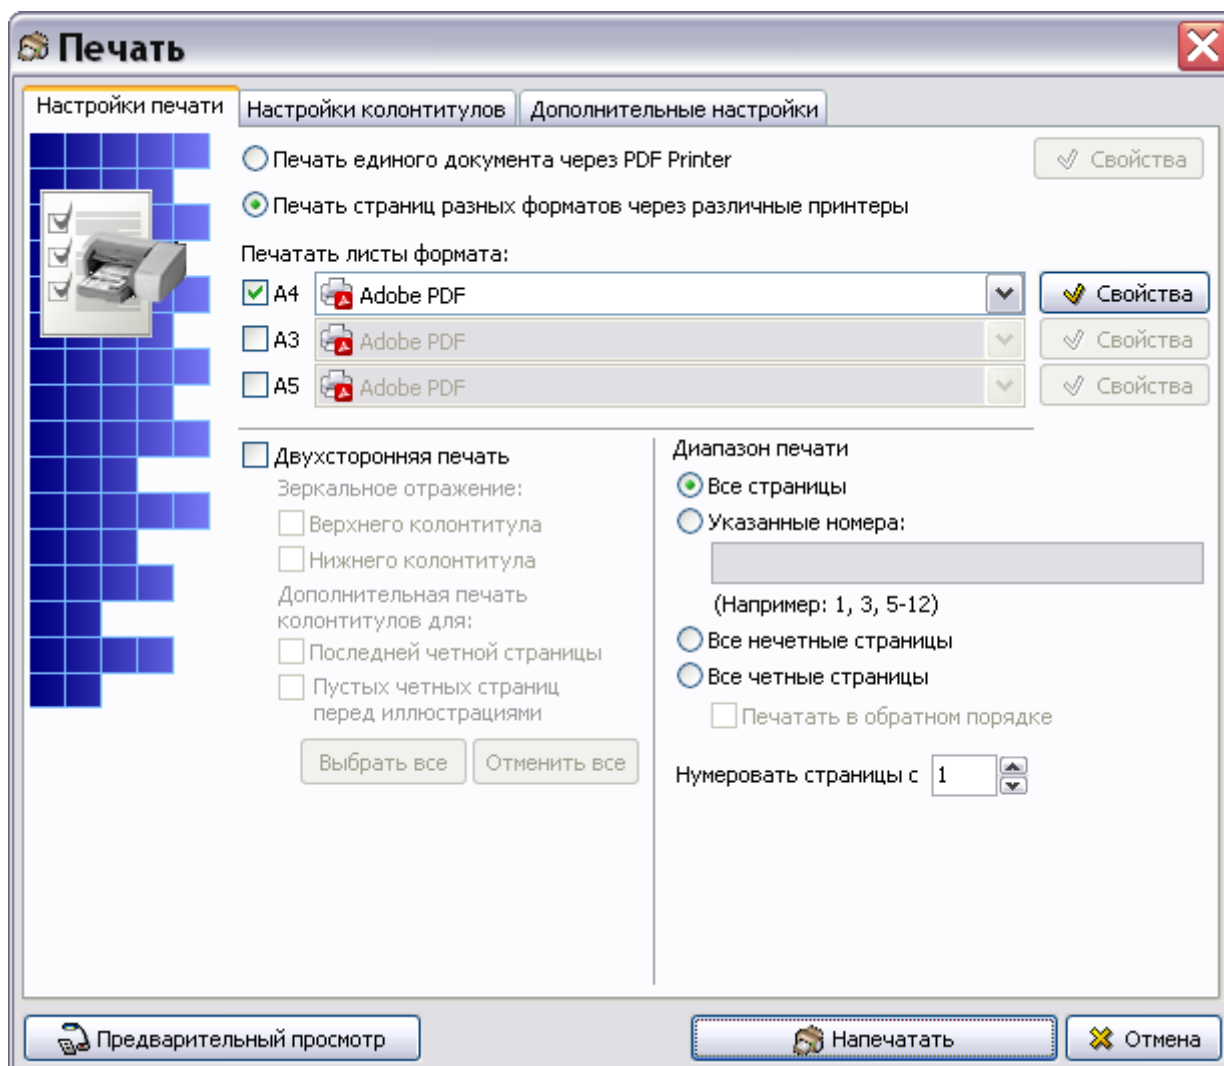 Печать
Настройки печати
Настройки колонтитулов
Дополнительные настройки
Печать единого документа через PDF Printer
Свойства
Печать страниц разных форматов через различные принтеры
Печатать листы формата:
A4 Adobe PDF Свойства
A3 Adobe PDF Свойства
A5 Adobe PDF Свойства
Двухсторонняя печать
Зеркальное отражение:
Верхнего колонтитула
Нижнего колонтитула
Дополнительная печать
колонтитулов для:
Последней четной страницы
Пустых четных страниц
перед иллюстрациями
Выбрать все
Отменить все
Диапазон печати
Все страницы
Указанные номера:
(Например: 1, 3, 5-12)
Все нечетные страницы
Все четные страницы
Печатать в обратном порядке
Нумеровать страницы с 1
Предварительный просмотр
Напечатать
Отмена